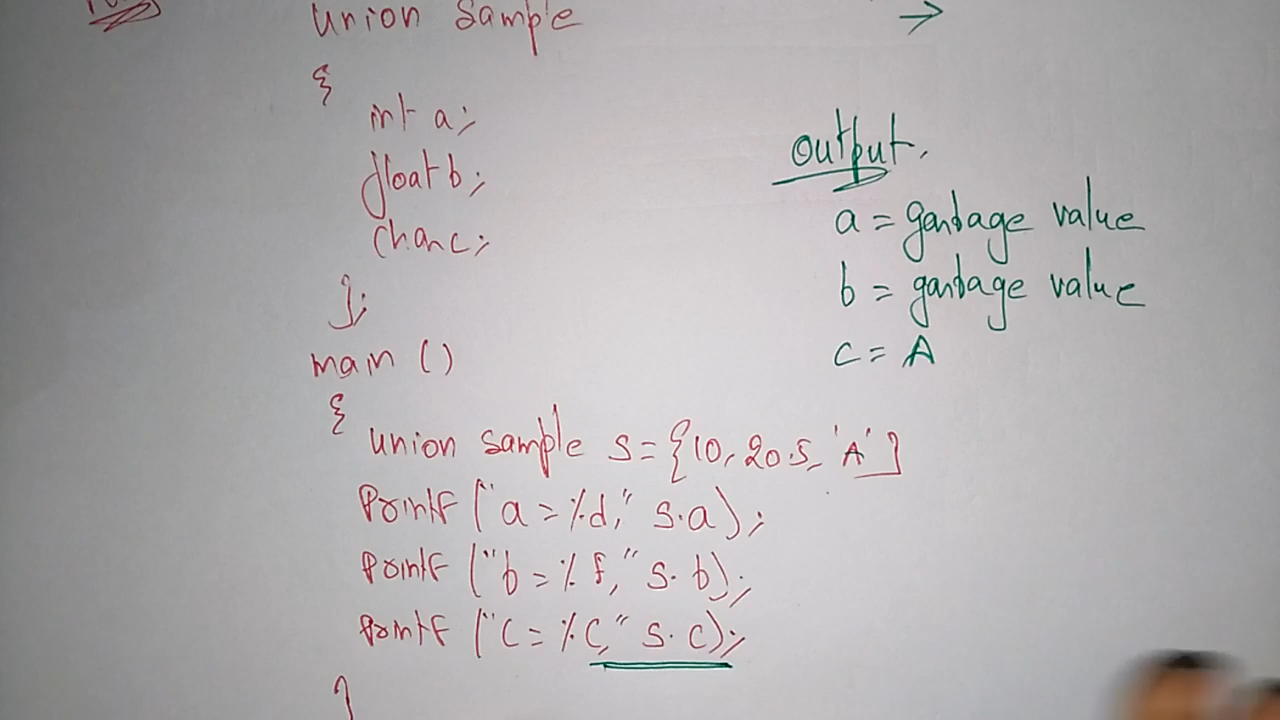 union sample
→
{
int a;
float b;
char c;
};
main ()
{
union sample s={10, 20.5, 'A'}
Printf ("a = %d," s.a);
Printf ("b = % f," s. b);
Printf ("C = %C," s. c);
}
output.
a = garbage value
b = garbage value
c = A